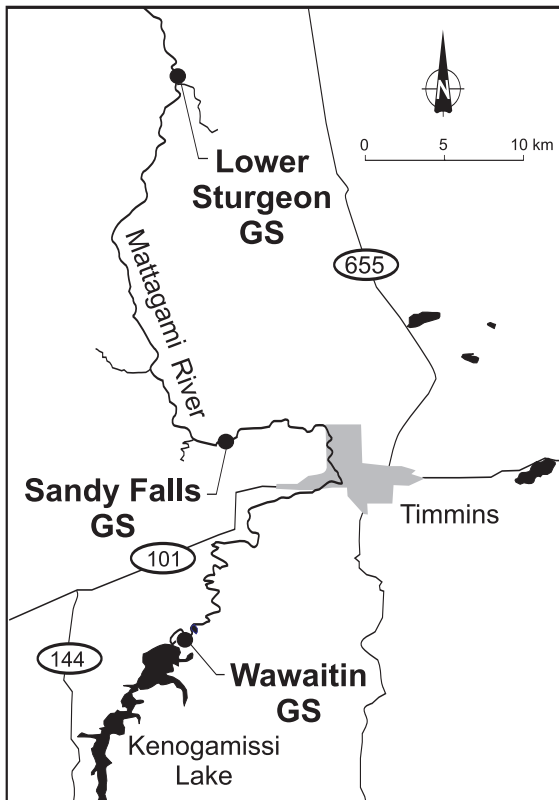 N
0 5 10 km
Lower
Sturgeon
GS
Mattagami River
655
Sandy Falls
GS
Timmins
101
144
Wawaitin
GS
Kenogamissi
Lake